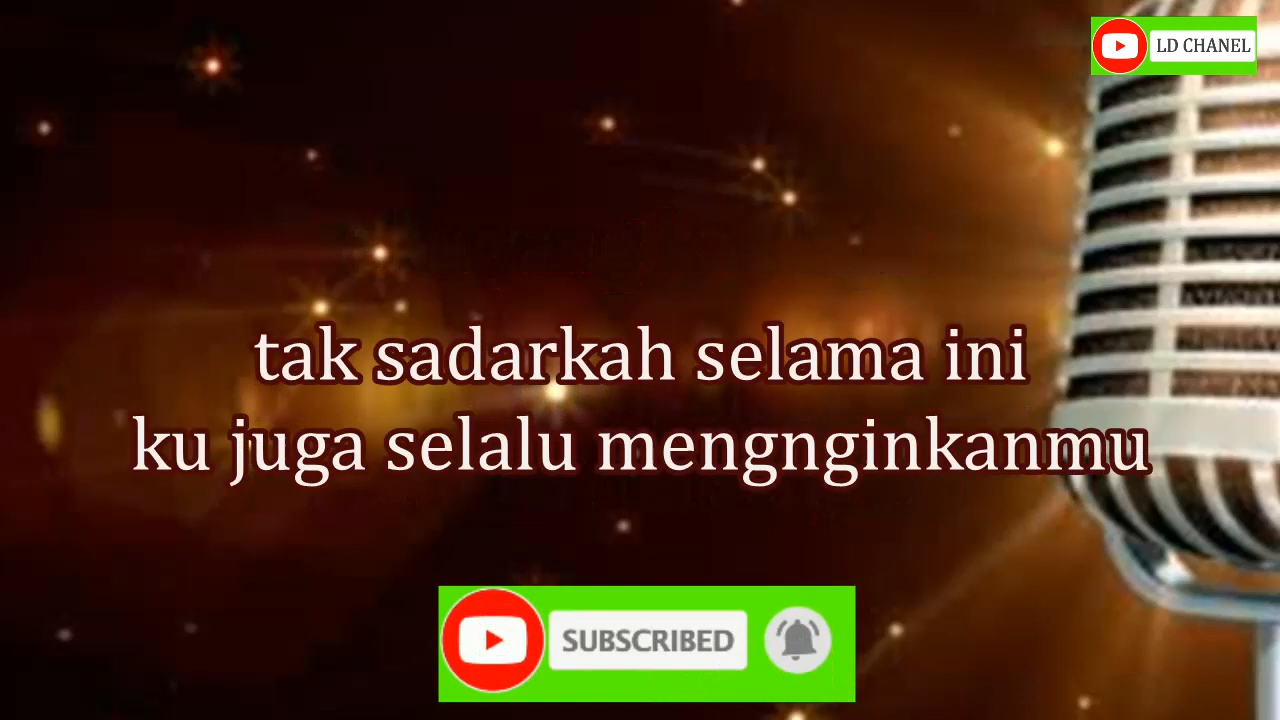 LD CHANEL
tak sadarkah selama ini
ku juga selalu mengnginkanmu
SUBSCRIBED